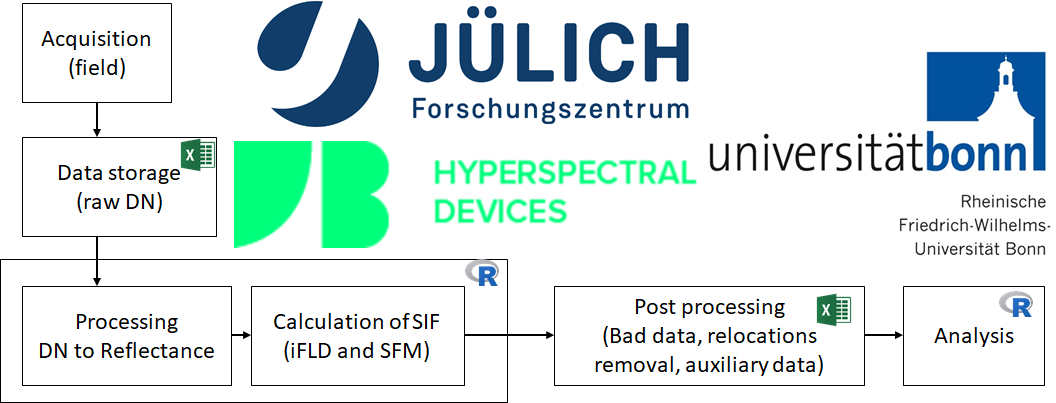 Acquisition
(field)
JÜLICH
Forschungszentrum
Data storage
(raw DN)
HYPERSPECTRAL
DEVICES
universitätbonn
Rheinische
Friedrich-Wilhelms-
Universität Bonn
Processing
DN to Reflectance
Calculation of SIF
(iFLD and SFM)
R
Post processing
(Bad data, relocations
removal, auxiliary data)
Analysis
R